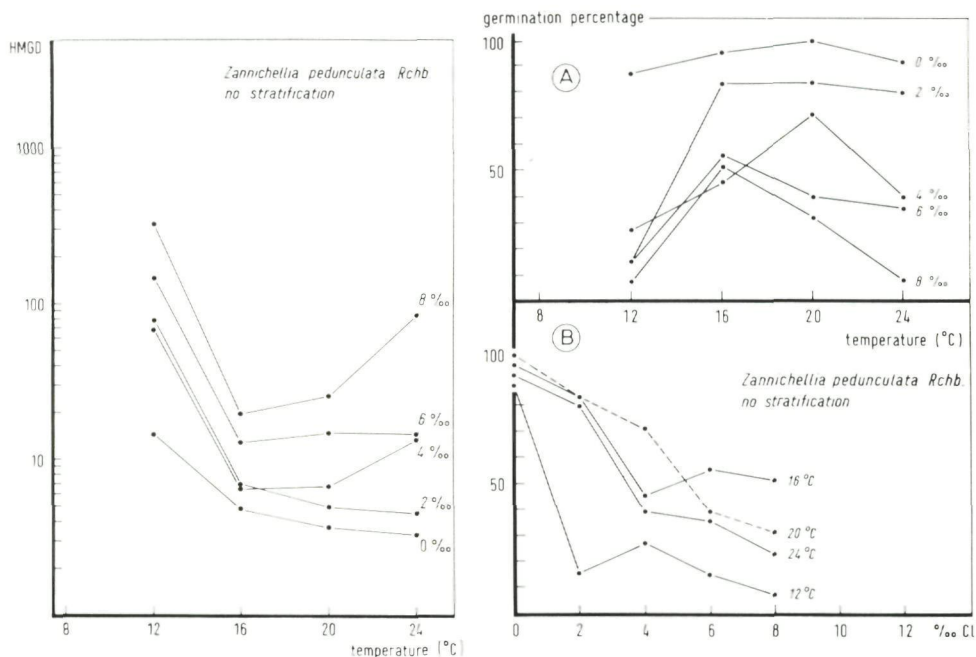 HMGD
Zannichellia pedunculata Rchb.
no stratification
1000
100
10
8 ‰
6 ‰
4 ‰
2 ‰
0 ‰
8 12 16 20 24
temperature (°C)
germination percentage
A
100
50
0 ‰
2 ‰
4 ‰
6 ‰
8 ‰
8 12 16 20 24
temperature (°C)
B
Zannichellia pedunculata Rchb.
no stratification
100
50
16 °C
20 °C
24 °C
12 °C
0 2 4 6 8 10 12 ‰ Cl